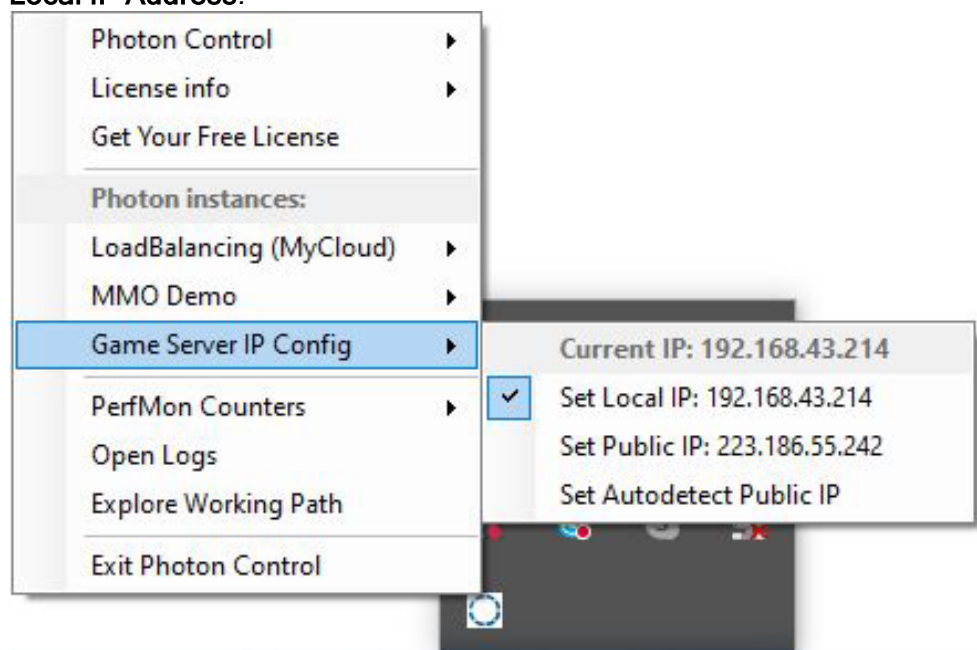 Local IP Address:
Photon Control
License info
Get Your Free License
Photon instances:
LoadBalancing (MyCloud)
MMO Demo
Game Server IP Config
Current IP: 192.168.43.214
Set Local IP: 192.168.43.214
Set Public IP: 223.186.55.242
Set Autodetect Public IP
PerfMon Counters
Open Logs
Explore Working Path
Exit Photon Control